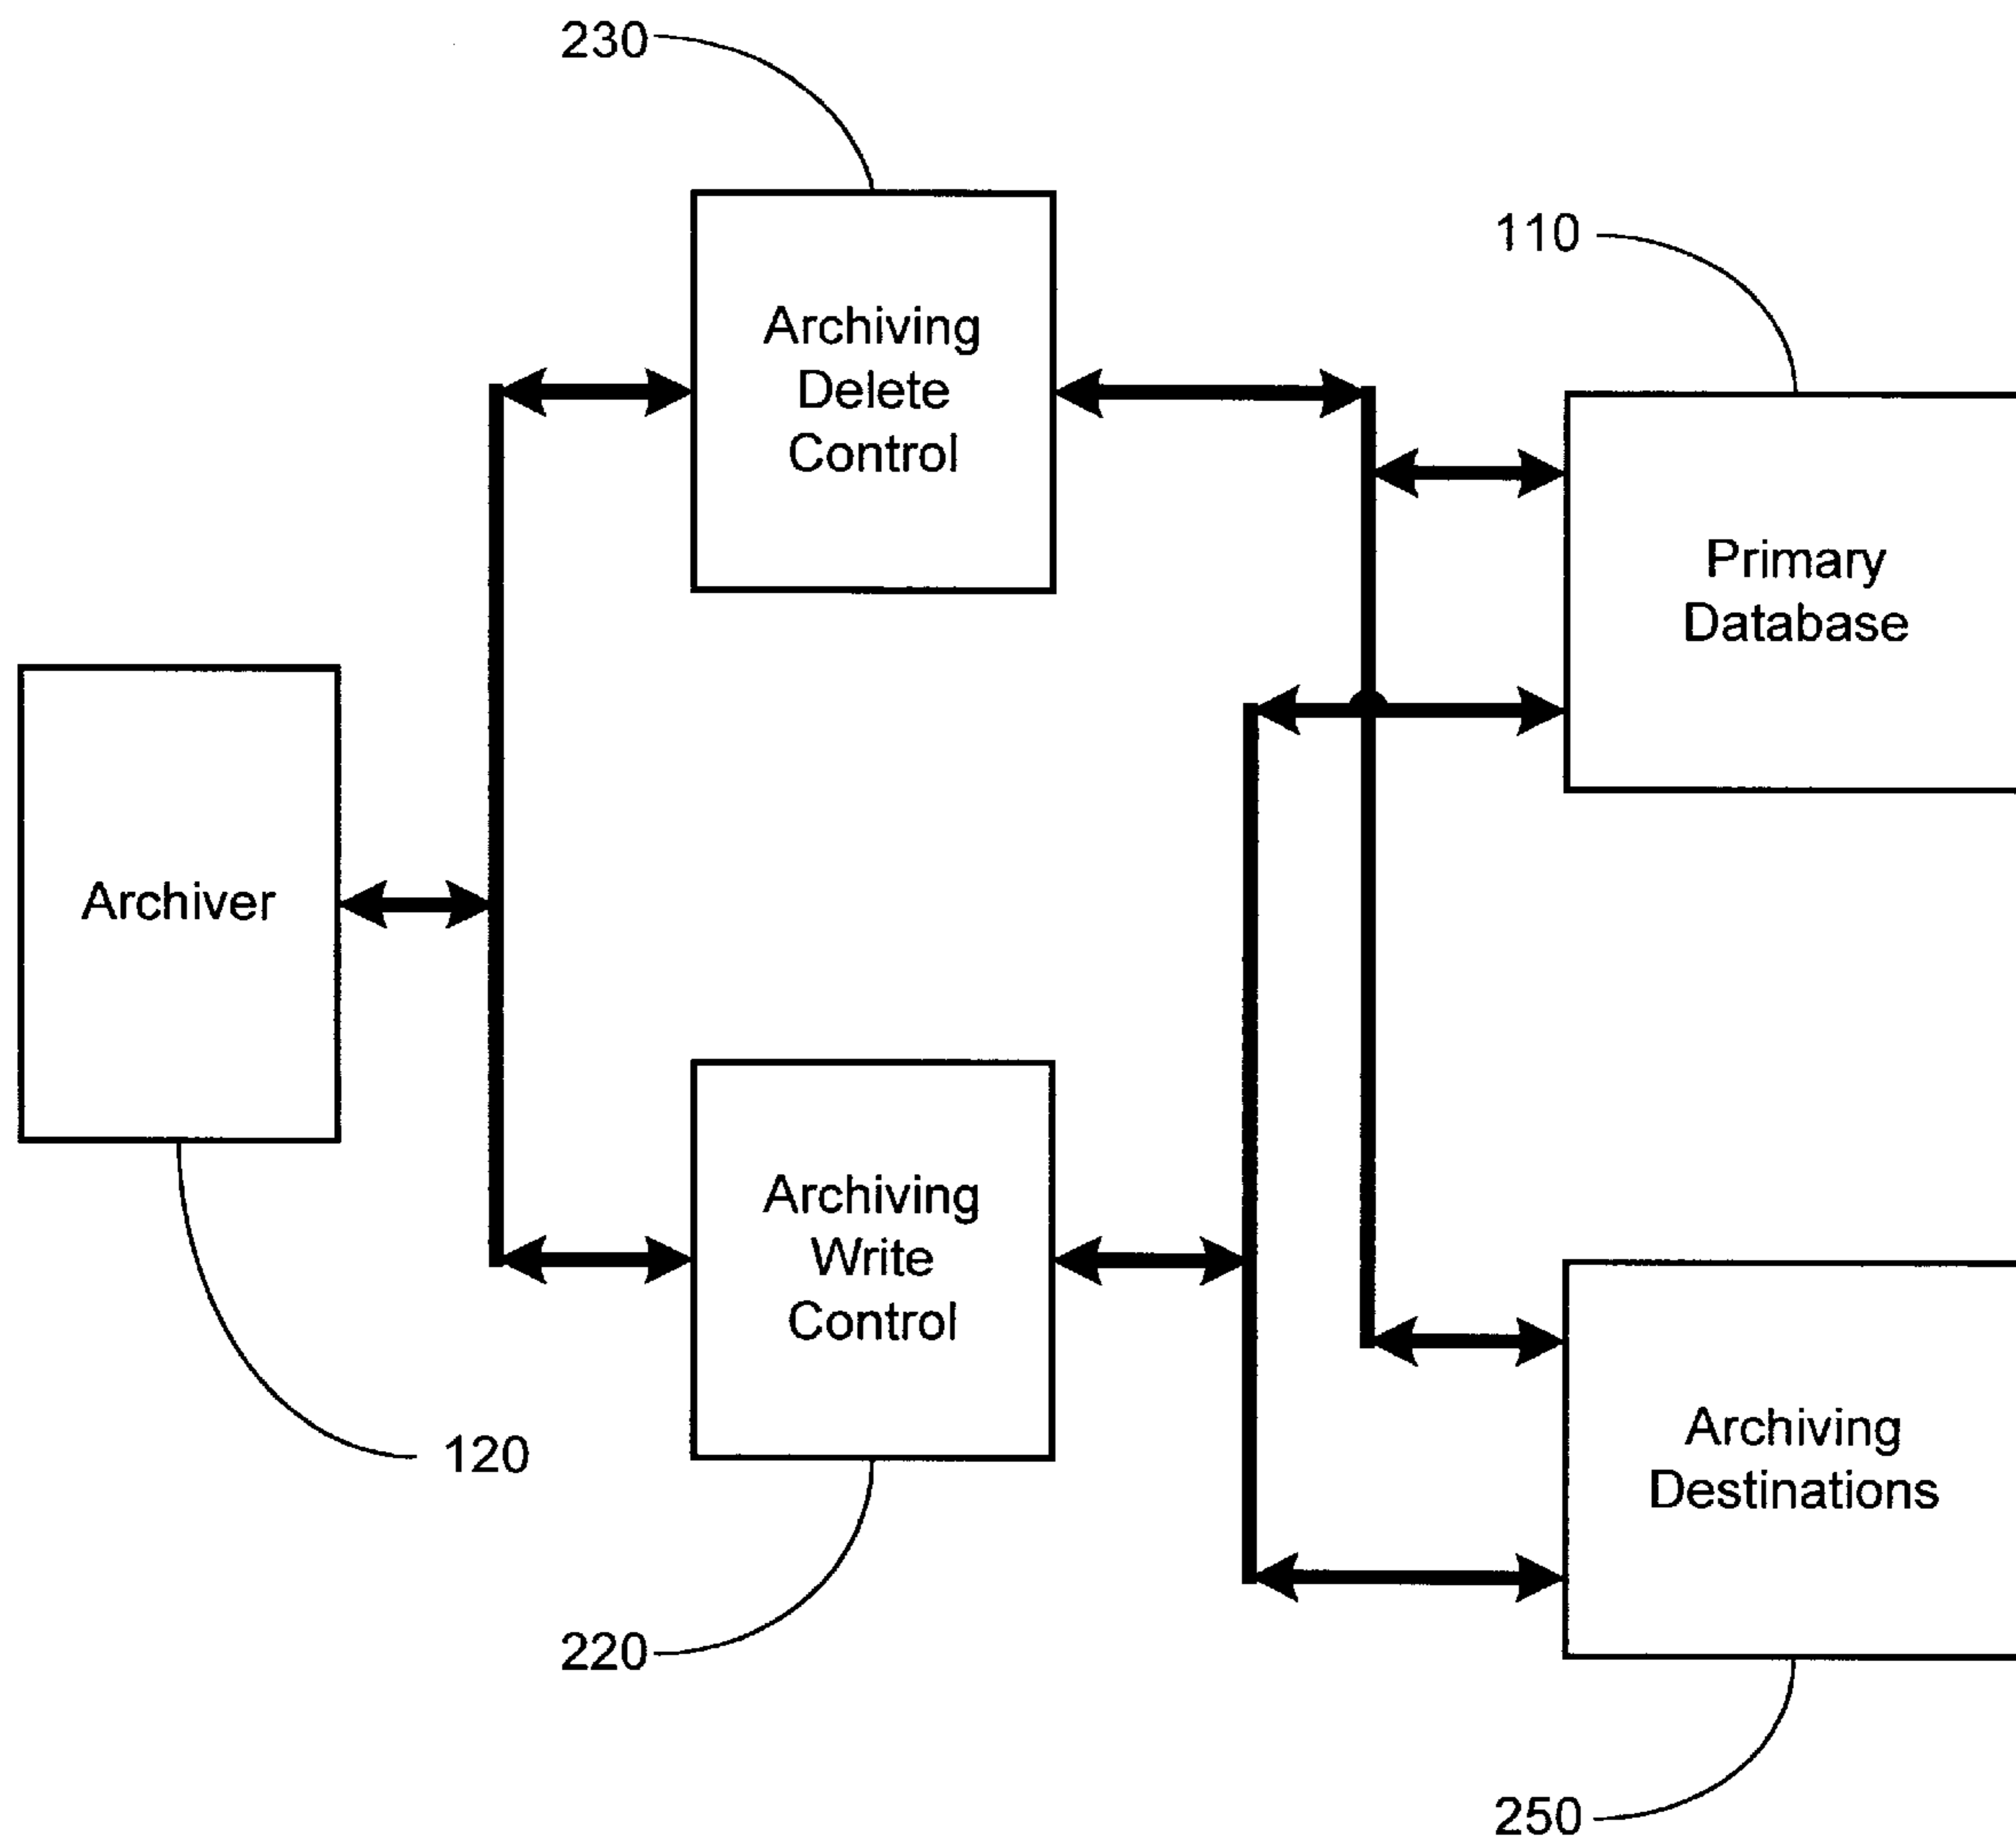 230
110
Archiving
Delete
Control
Primary
Database
Archiver
Archiving
Write
Control
120
Archiving
Destinations
220
250